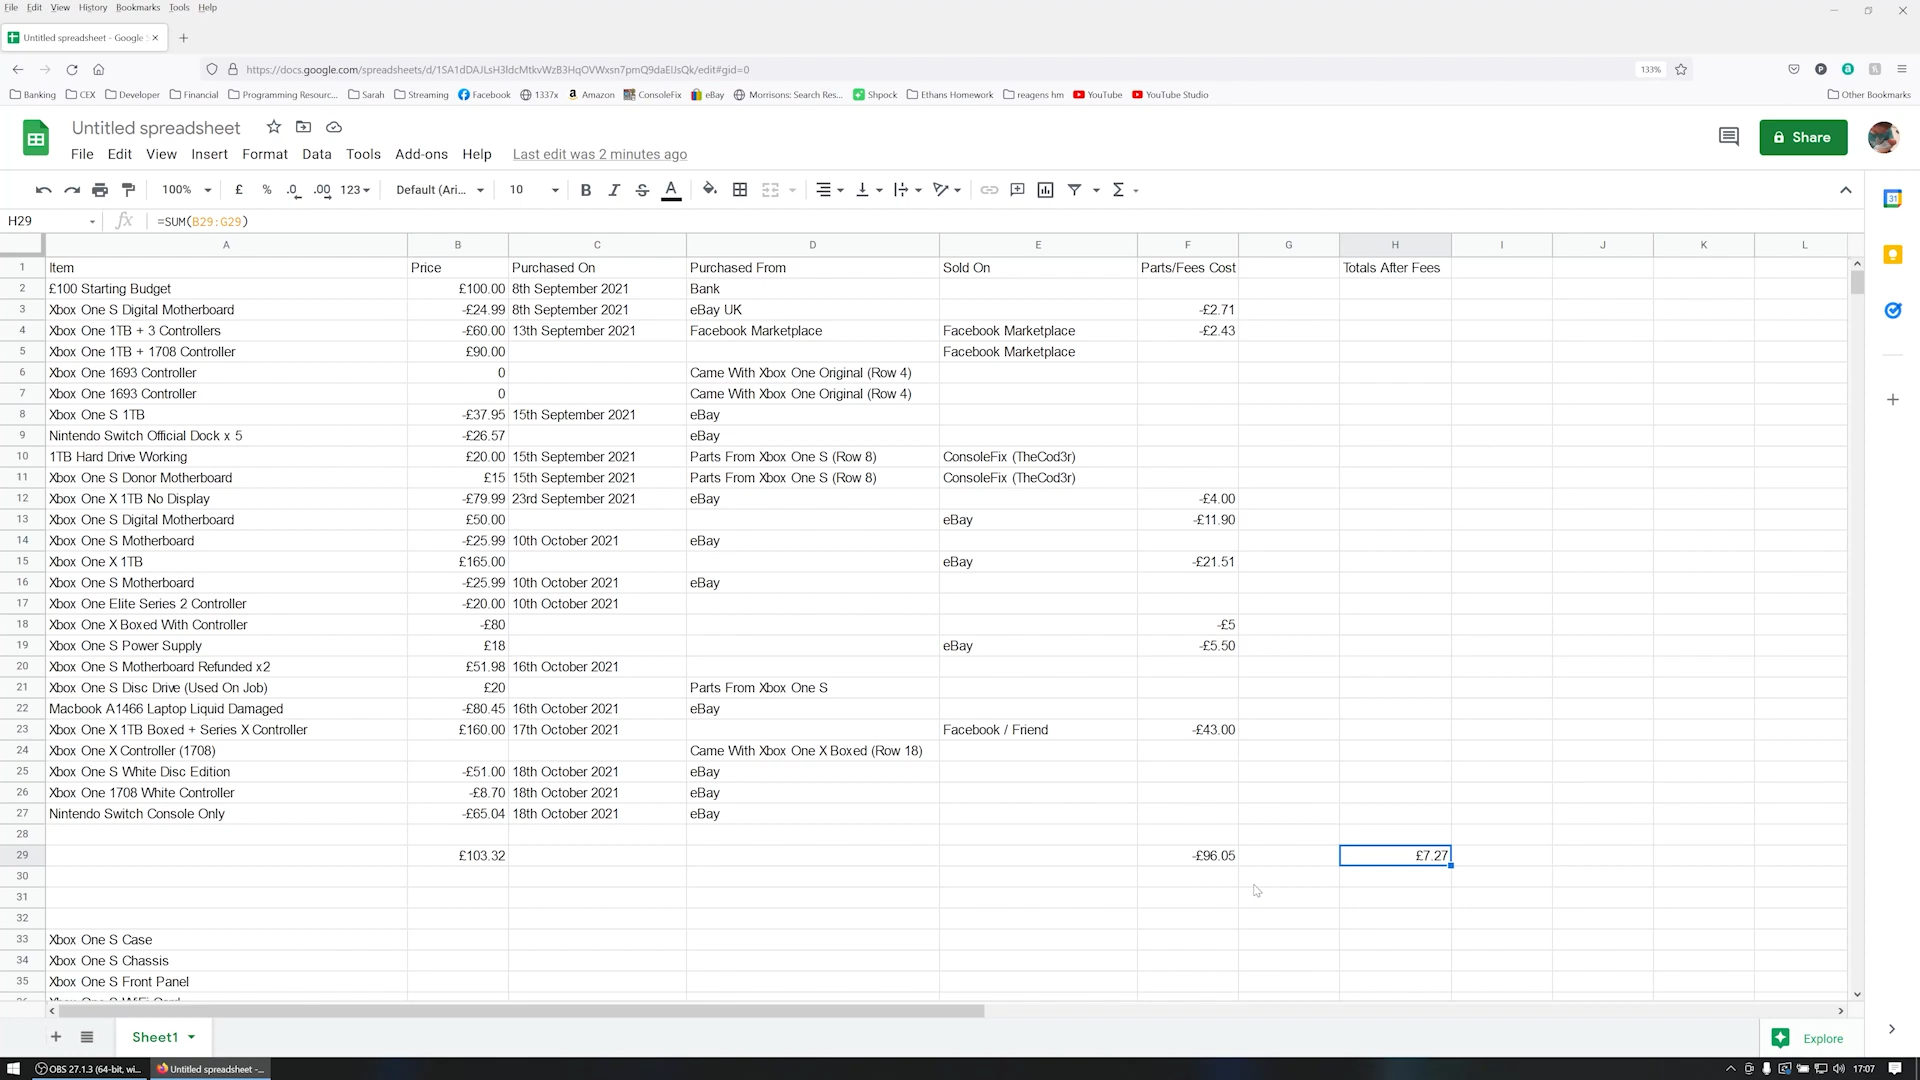 File Edit View History Bookmarks Tools Help
Untitled spreadsheet - Google S
https://docs.google.com/spreadsheets/d/1SA1dDAJLsH3ldcMtkvWzB3HqOVWxsn7pmQ9daEIJsQk/edit#gid=0 133%
Banking CEX Developer Financial Programming Resourc... Sarah Streaming Facebook 1337x Amazon ConsoleFix eBay Morrisons: Search Res... Shpock Ethans Homework reagens hm YouTube YouTube Studio Other Bookmarks
Untitled spreadsheet
File Edit View Insert Format Data Tools Add-ons Help Last edit was 2 minutes ago
Share
100% £ % .0 .00 123 Default (Ari... 10 B I S A Σ
H29 fx =SUM(B29:G29)
A B C D E F G H I J K L
1 Item Price Purchased On Purchased From Sold On Parts/Fees Cost Totals After Fees
2 £100 Starting Budget £100.00 8th September 2021 Bank
3 Xbox One S Digital Motherboard -£24.99 8th September 2021 eBay UK -£2.71
4 Xbox One 1TB + 3 Controllers -£60.00 13th September 2021 Facebook Marketplace Facebook Marketplace -£2.43
5 Xbox One 1TB + 1708 Controller £90.00 Facebook Marketplace
6 Xbox One 1693 Controller 0 Came With Xbox One Original (Row 4)
7 Xbox One 1693 Controller 0 Came With Xbox One Original (Row 4)
8 Xbox One S 1TB -£37.95 15th September 2021 eBay
9 Nintendo Switch Official Dock x 5 -£26.57 eBay
10 1TB Hard Drive Working £20.00 15th September 2021 Parts From Xbox One S (Row 8) ConsoleFix (TheCod3r)
11 Xbox One S Donor Motherboard £15 15th September 2021 Parts From Xbox One S (Row 8) ConsoleFix (TheCod3r)
12 Xbox One X 1TB No Display -£79.99 23rd September 2021 eBay -£4.00
13 Xbox One S Digital Motherboard £50.00 eBay -£11.90
14 Xbox One S Motherboard -£25.99 10th October 2021 eBay
15 Xbox One X 1TB £165.00 eBay -£21.51
16 Xbox One S Motherboard -£25.99 10th October 2021 eBay
17 Xbox One Elite Series 2 Controller -£20.00 10th October 2021
18 Xbox One X Boxed With Controller -£80 -£5
19 Xbox One S Power Supply £18 eBay -£5.50
20 Xbox One S Motherboard Refunded x2 £51.98 16th October 2021
21 Xbox One S Disc Drive (Used On Job) £20 Parts From Xbox One S
22 Macbook A1466 Laptop Liquid Damaged -£80.45 16th October 2021 eBay
23 Xbox One X 1TB Boxed + Series X Controller £160.00 17th October 2021 Facebook / Friend -£43.00
24 Xbox One X Controller (1708) Came With Xbox One X Boxed (Row 18)
25 Xbox One S White Disc Edition -£51.00 18th October 2021 eBay
26 Xbox One 1708 White Controller -£8.70 18th October 2021 eBay
27 Nintendo Switch Console Only -£65.04 18th October 2021 eBay
28
29 £103.32 -£96.05 £7.27
30
31
32
33 Xbox One S Case
34 Xbox One S Chassis
35 Xbox One S Front Panel
Sheet1
Explore
OBS 27.1.3 (64-bit, wi... Untitled spreadsheet -... 17:07